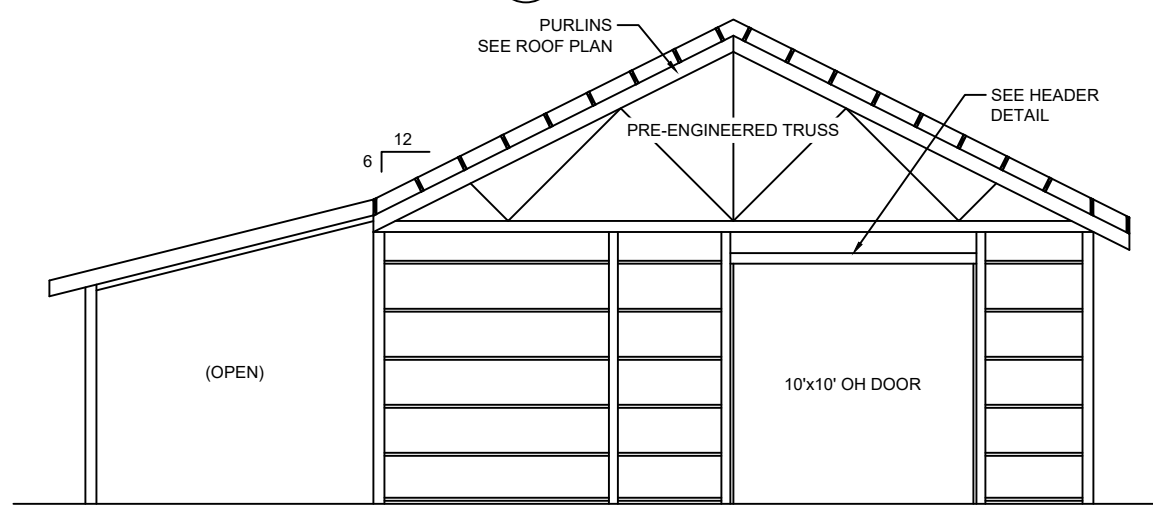 PURLINS
SEE ROOF PLAN
SEE HEADER
DETAIL
12
6
PRE-ENGINEERED TRUSS
(OPEN)
10'x10' OH DOOR